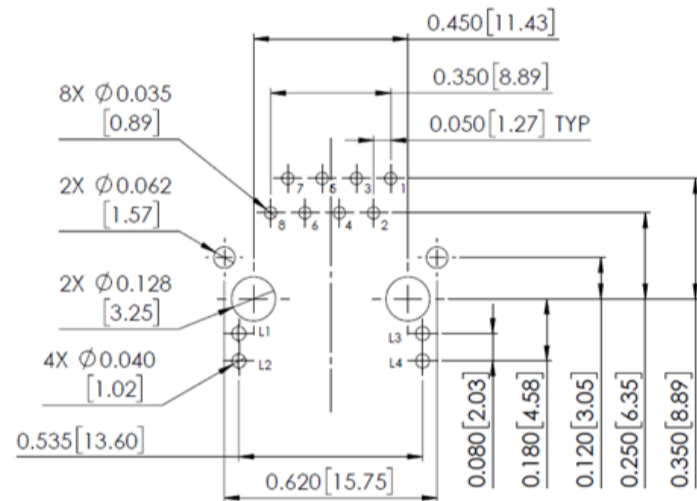 0.450[11.43]
0.350[8.89]
0.050[1.27] TYP
8X Ø0.035
[0.89]
2X Ø0.062
[1.57]
2X Ø0.128
[3.25]
4X Ø0.040
[1.02]
7 5 3 1
8 6 4 2
L1 L3
L2 L4
0.535[13.60]
0.620[15.75]
0.080[2.03]
0.180[4.58]
0.120[3.05]
0.250[6.35]
0.350[8.89]